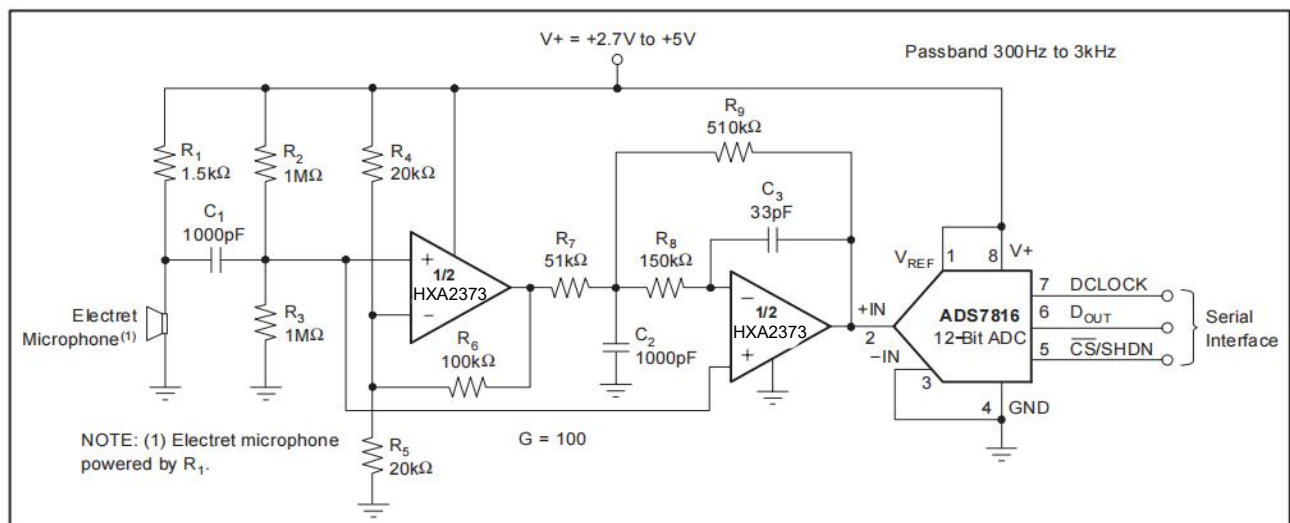 V+ = +2.7V to +5V
Passband 300Hz to 3kHz
R1
1.5kΩ
R2
1MΩ
R4
20kΩ
R9
510kΩ
C3
33pF
C1
1000pF
R7
51kΩ
R8
150kΩ
VREF
1
8
V+
+
1/2
HXA2373
−
−
1/2
HXA2373
+
+IN
2
−IN
3
ADS7816
12−Bit ADC
7
DCLOCK
6
DOUT
5
CS/SHDN
Serial
Interface
4
GND
Electret
Microphone(1)
R3
1MΩ
R6
100kΩ
C2
1000pF
G = 100
R5
20kΩ
NOTE: (1) Electret microphone
powered by R1.